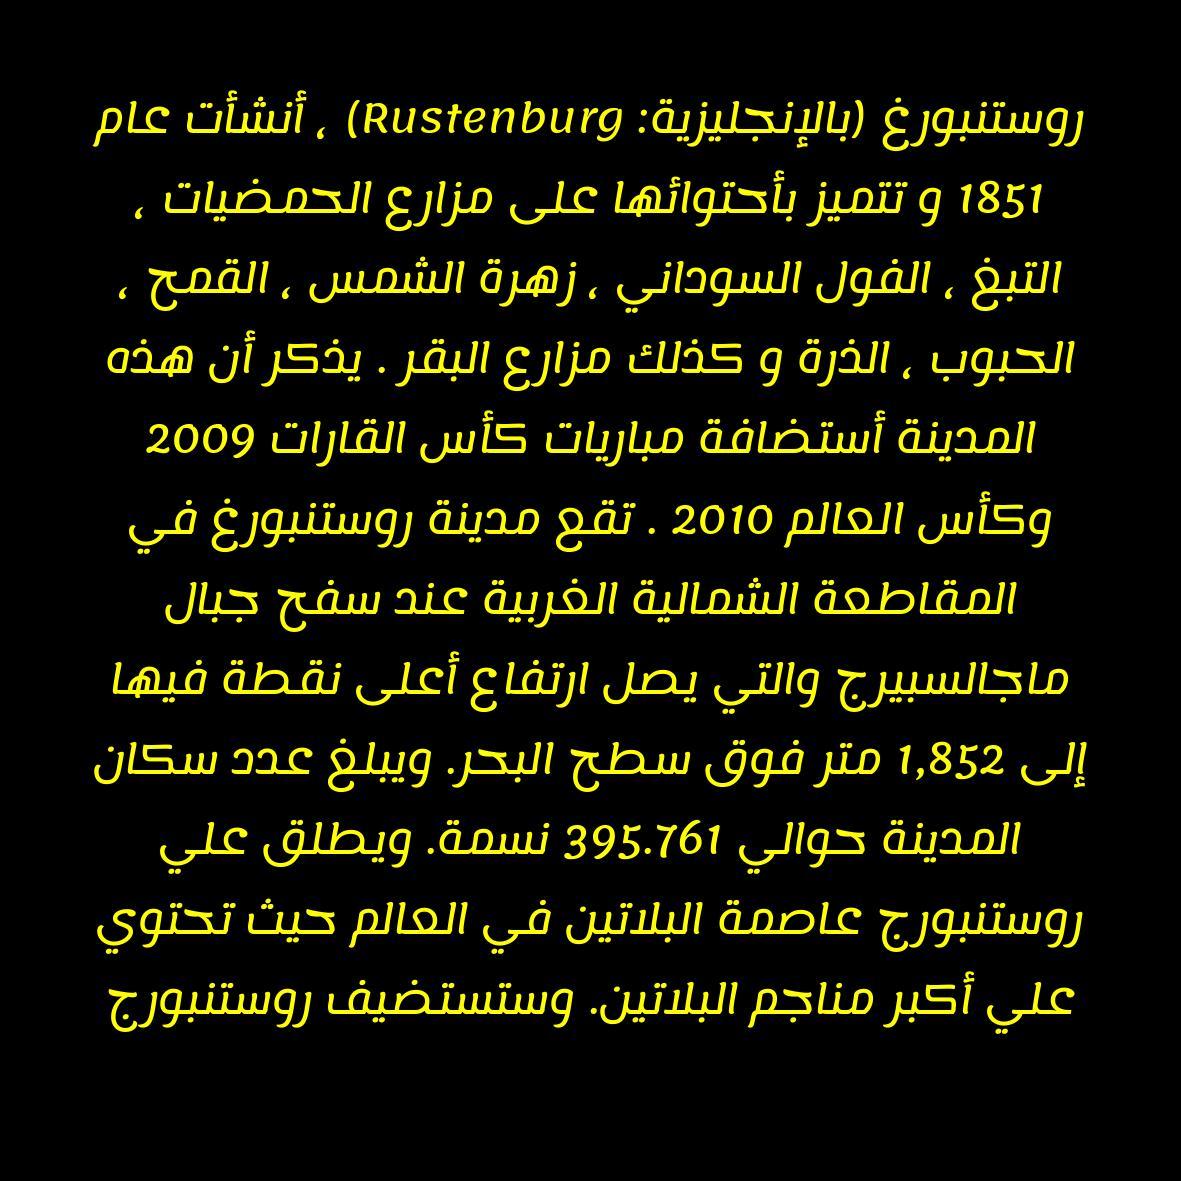 روستنبورغ (بالإنجليزية: Rustenburg) ، أنشأت عام
1851 و تتميز بأحتوائها على مزارع الحمضيات ،
التبغ ، الفول السوداني ، زهرة الشمس ، القمح ،
الحبوب ، الذرة و كذلك مزارع البقر . يذكر أن هذه
المدينة أستضافة مباريات كأس القارات 2009
وكأس العالم 2010 . تقع مدينة روستنبورغ في
المقاطعة الشمالية الغربية عند سفح جبال
ماجالسبيرج والتي يصل ارتفاع أعلى نقطة فيها
إلى 1,852 متر فوق سطح البحر. ويبلغ عدد سكان
المدينة حوالي 395.761 نسمة. ويطلق علي
روستنبورج عاصمة البلاتين في العالم حيث تحتوي
علي أكبر مناجم البلاتين. وستستضيف روستنبورج